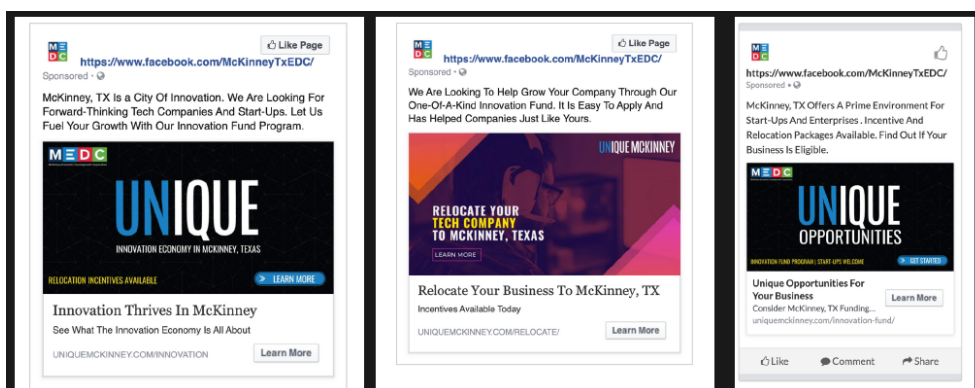 MEDC
Like Page
https://www.facebook.com/McKinneyTxEDC/
Sponsored
McKinney, TX Is a City Of Innovation. We Are Looking For
Forward-Thinking Tech Companies And Start-Ups. Let Us
Fuel Your Growth With Our Innovation Fund Program.
MEDC
UNIQUE
INNOVATION ECONOMY IN MCKINNEY, TEXAS
RELOCATION INCENTIVES AVAILABLE
LEARN MORE
Innovation Thrives In McKinney
See What The Innovation Economy Is All About
UNIQUEMCKINNEY.COM/INNOVATION
Learn More
MEDC
Like Page
https://www.facebook.com/McKinneyTxEDC/
Sponsored
We Are Looking To Help Grow Your Company Through Our
One-Of-A-Kind Innovation Fund. It Is Easy To Apply And
Has Helped Companies Just Like Yours.
UNIQUE MCKINNEY
RELOCATE YOUR
TECH COMPANY
TO MCKINNEY, TEXAS
LEARN MORE
Relocate Your Business To McKinney, TX
Incentives Available Today
UNIQUEMCKINNEY.COM/RELOCATE/
Learn More
MEDC
https://www.facebook.com/McKinneyTxEDC/
Sponsored
McKinney, TX Offers A Prime Environment For
Start-Ups And Enterprises. Incentive And
Relocation Packages Available. Find Out If Your
Business Is Eligible.
MEDC
UNIQUE
OPPORTUNITIES
INNOVATION FUND PROGRAM | START-UPS WELCOME
GET STARTED
Unique Opportunities For
Your Business
Consider McKinney, TX Funding...
uniquemckinney.com/innovation-fund/
Learn More
Like
Comment
Share